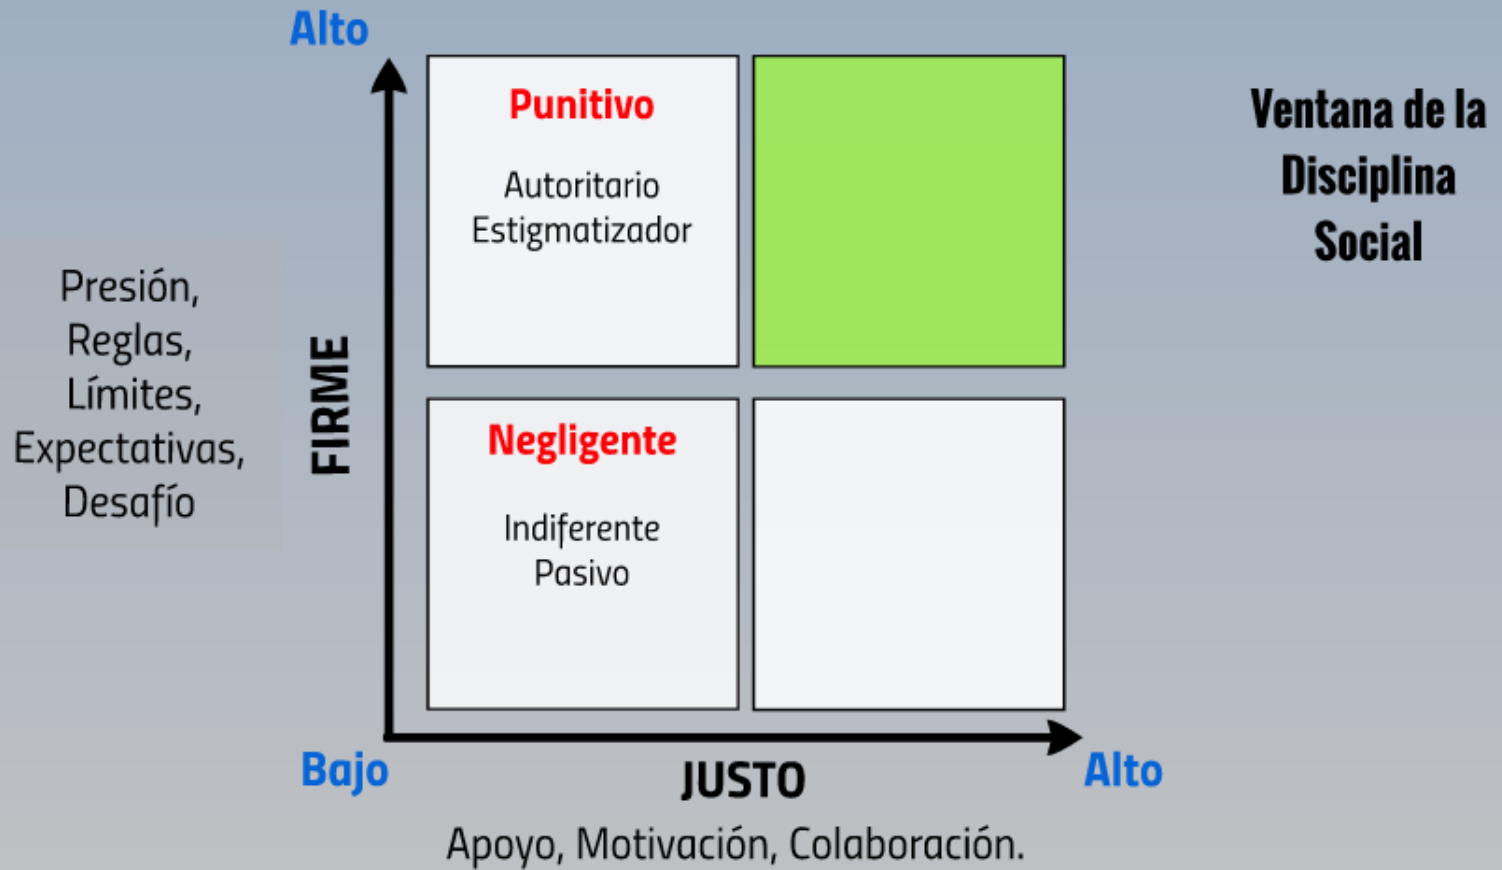 Alto
Ventana de la
Disciplina
Social
Punitivo
Autoritario
Estigmatizador
Presión,
Reglas,
Límites,
Expectativas,
Desafío
FIRME
Negligente
Indiferente
Pasivo
Bajo
JUSTO
Alto
Apoyo, Motivación, Colaboración.